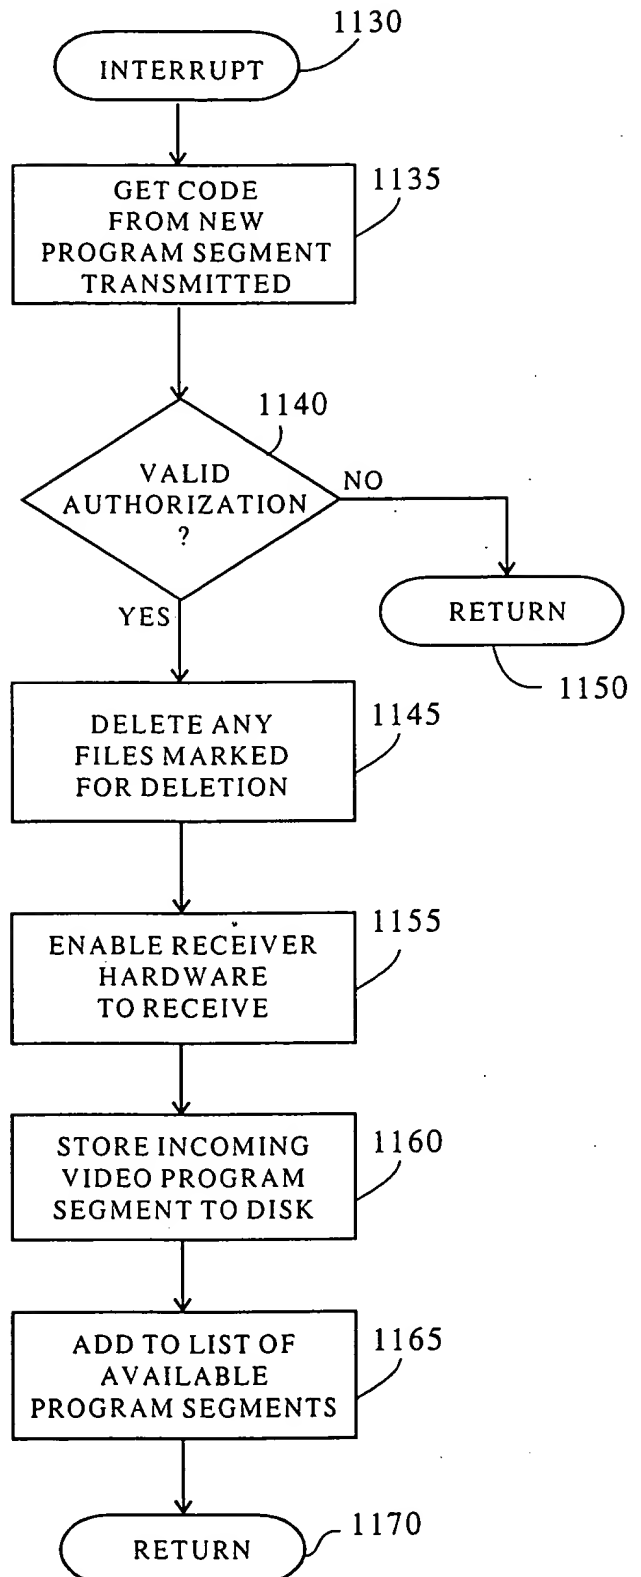 1130
INTERRUPT
1135
GET CODE
FROM NEW
PROGRAM SEGMENT
TRANSMITTED
1140
VALID
AUTHORIZATION
?
NO
RETURN
1150
YES
1145
DELETE ANY
FILES MARKED
FOR DELETION
1155
ENABLE RECEIVER
HARDWARE
TO RECEIVE
1160
STORE INCOMING
VIDEO PROGRAM
SEGMENT TO DISK
1165
ADD TO LIST OF
AVAILABLE
PROGRAM SEGMENTS
1170
RETURN